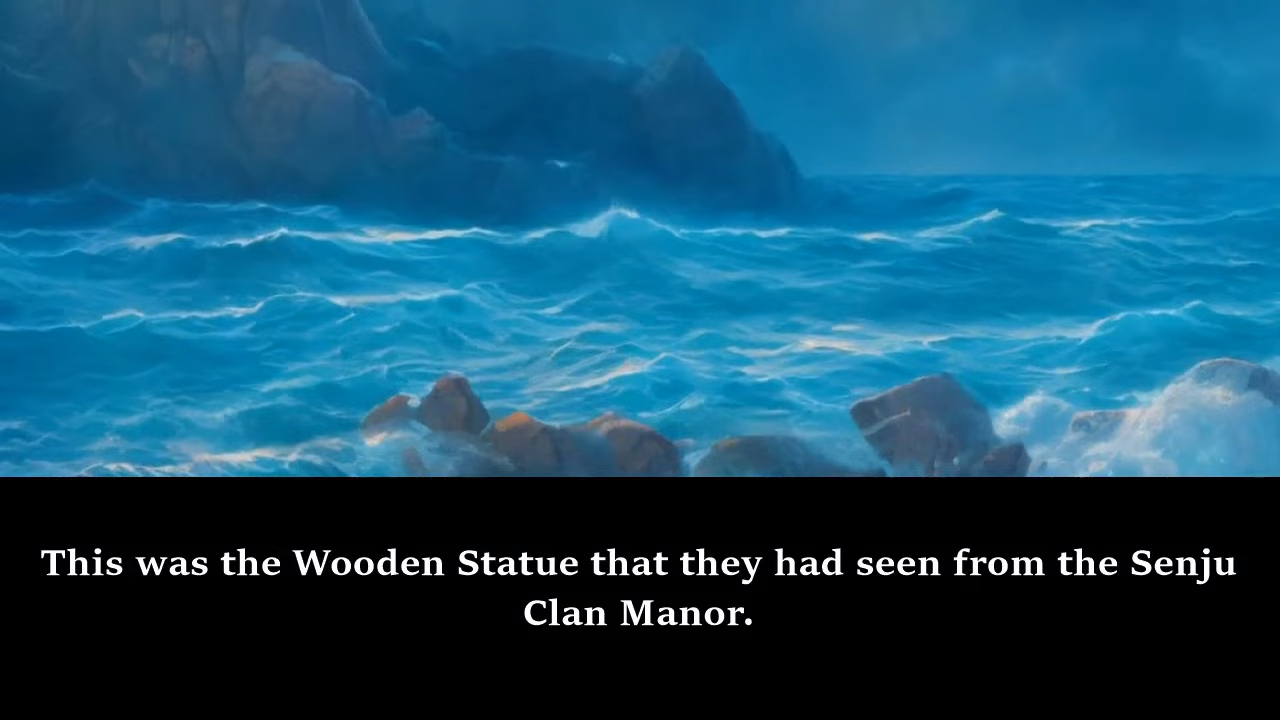 This was the Wooden Statue that they had seen from the Senju
Clan Manor.